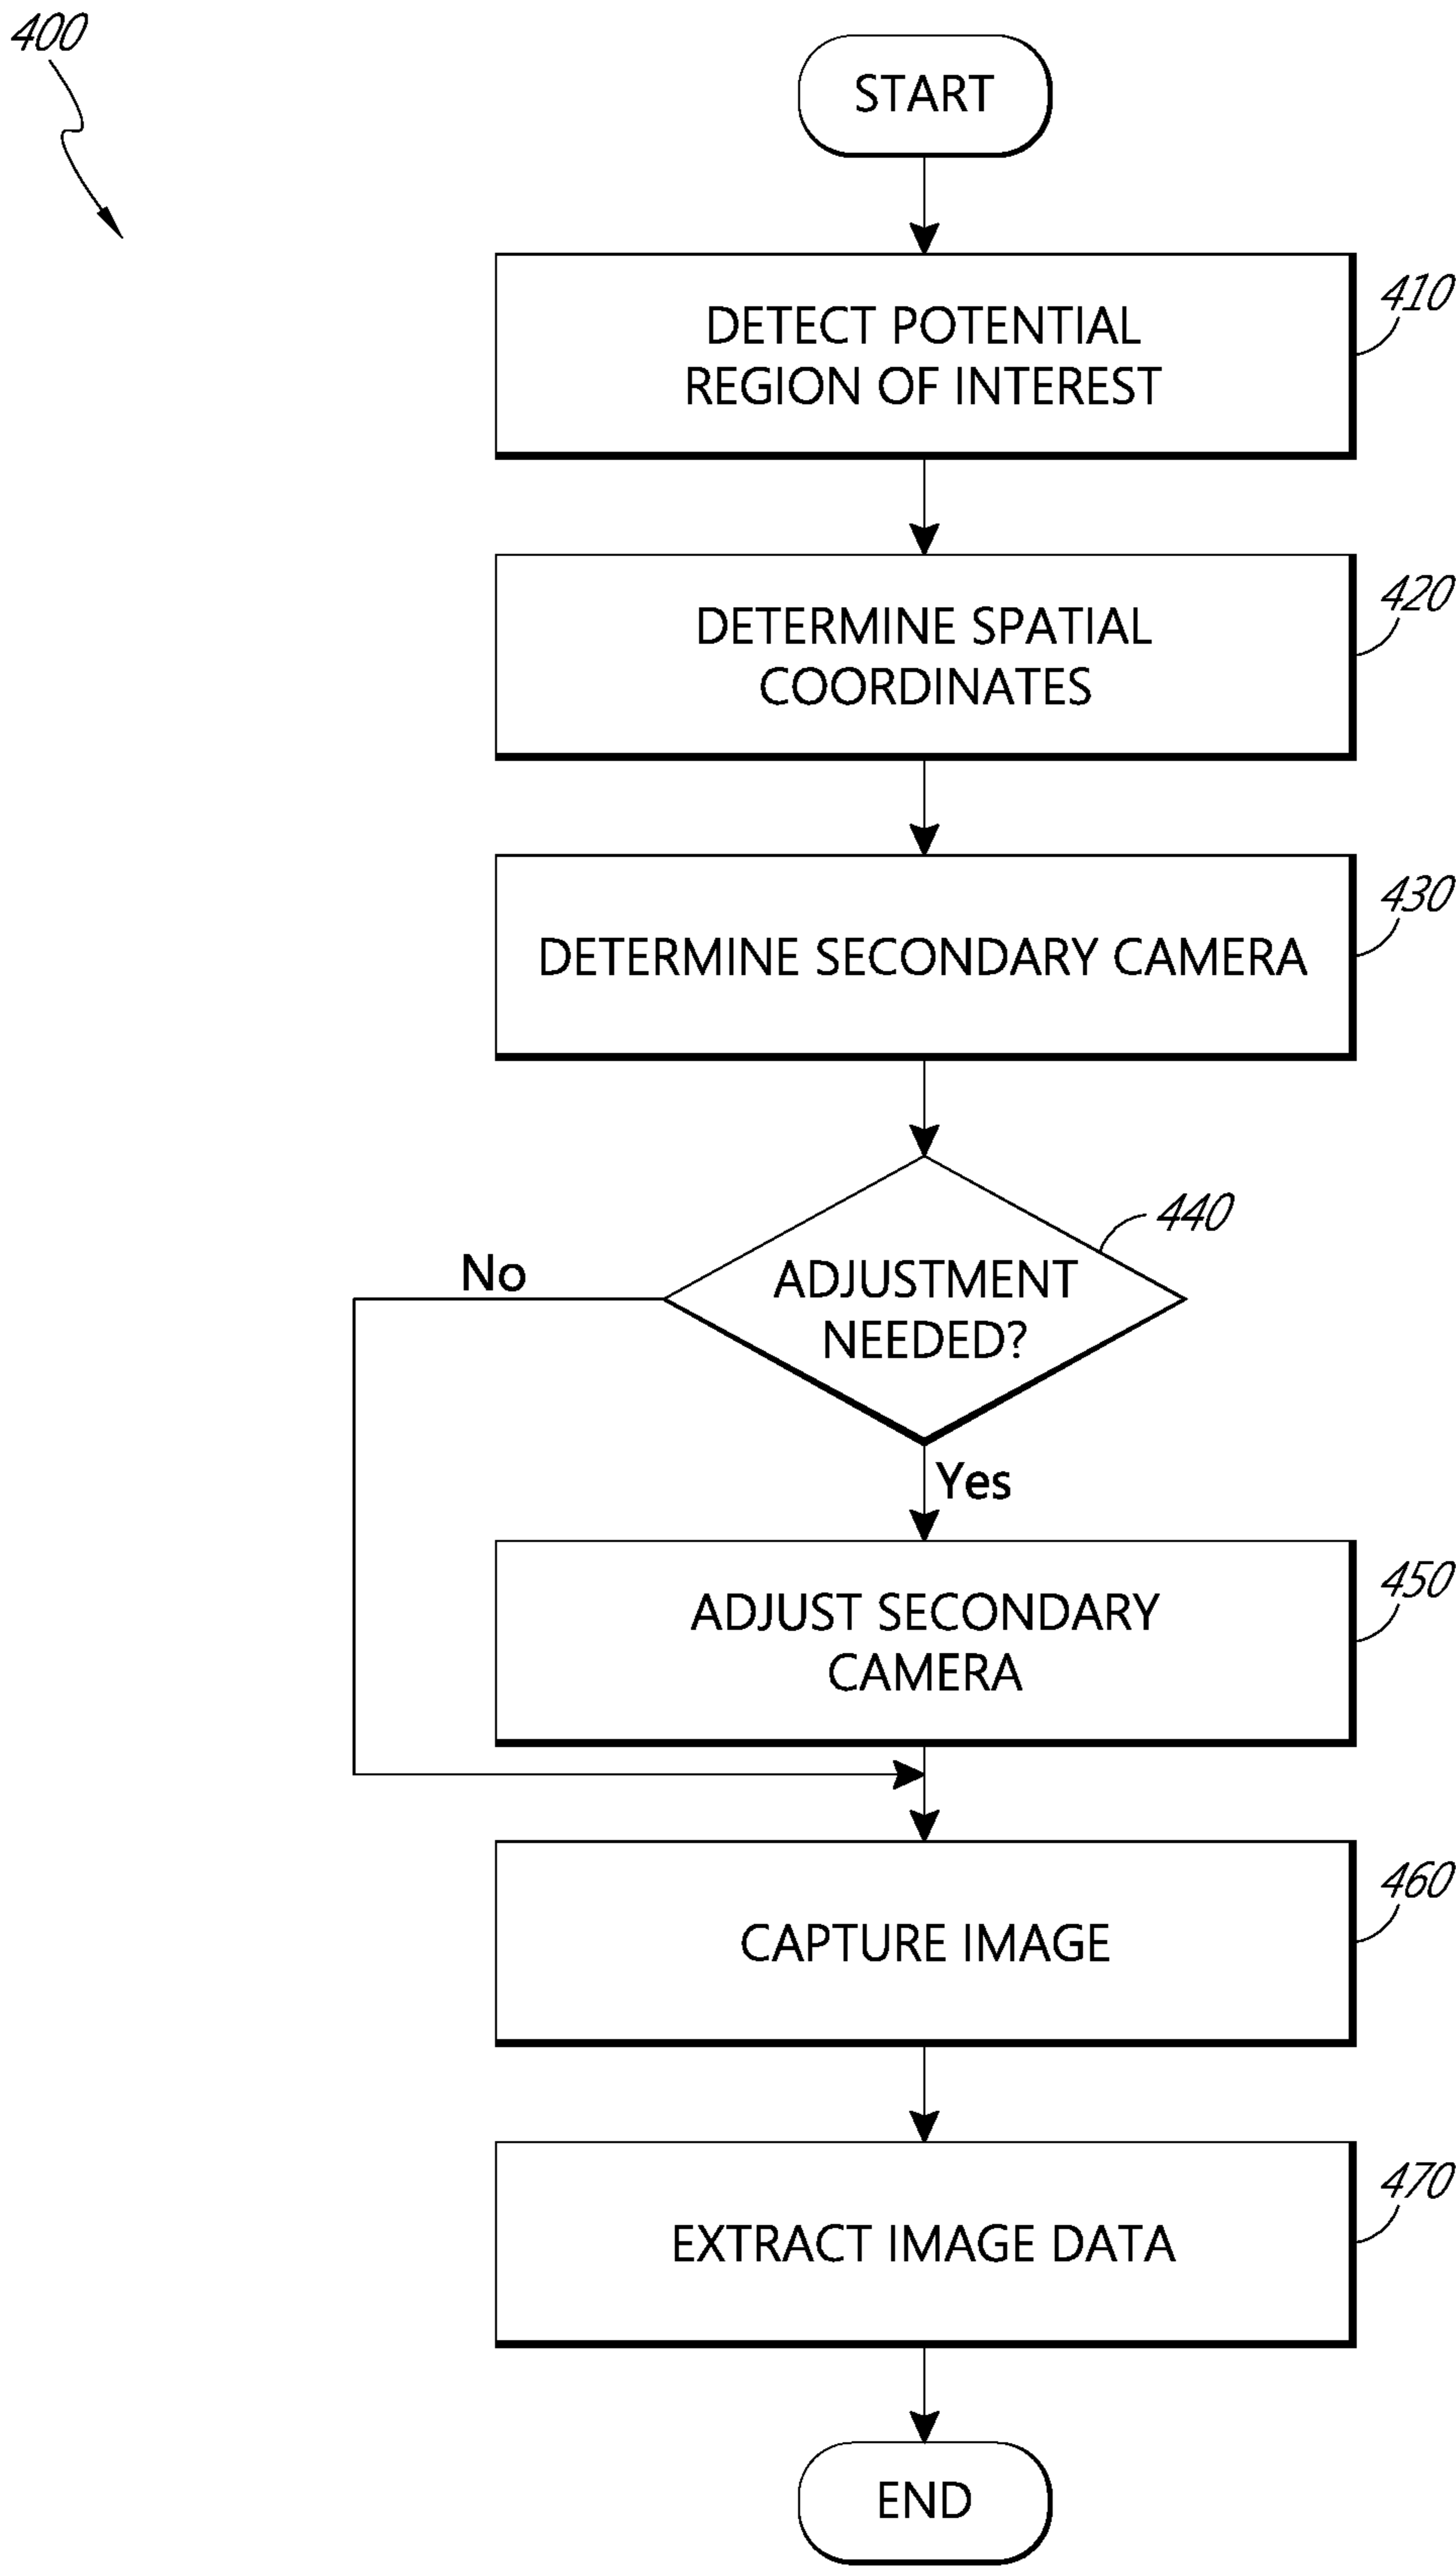 400
START
DETECT POTENTIAL
REGION OF INTEREST
410
DETERMINE SPATIAL
COORDINATES
420
DETERMINE SECONDARY CAMERA
430
ADJUSTMENT
NEEDED?
440
No
Yes
ADJUST SECONDARY
CAMERA
450
CAPTURE IMAGE
460
EXTRACT IMAGE DATA
470
END